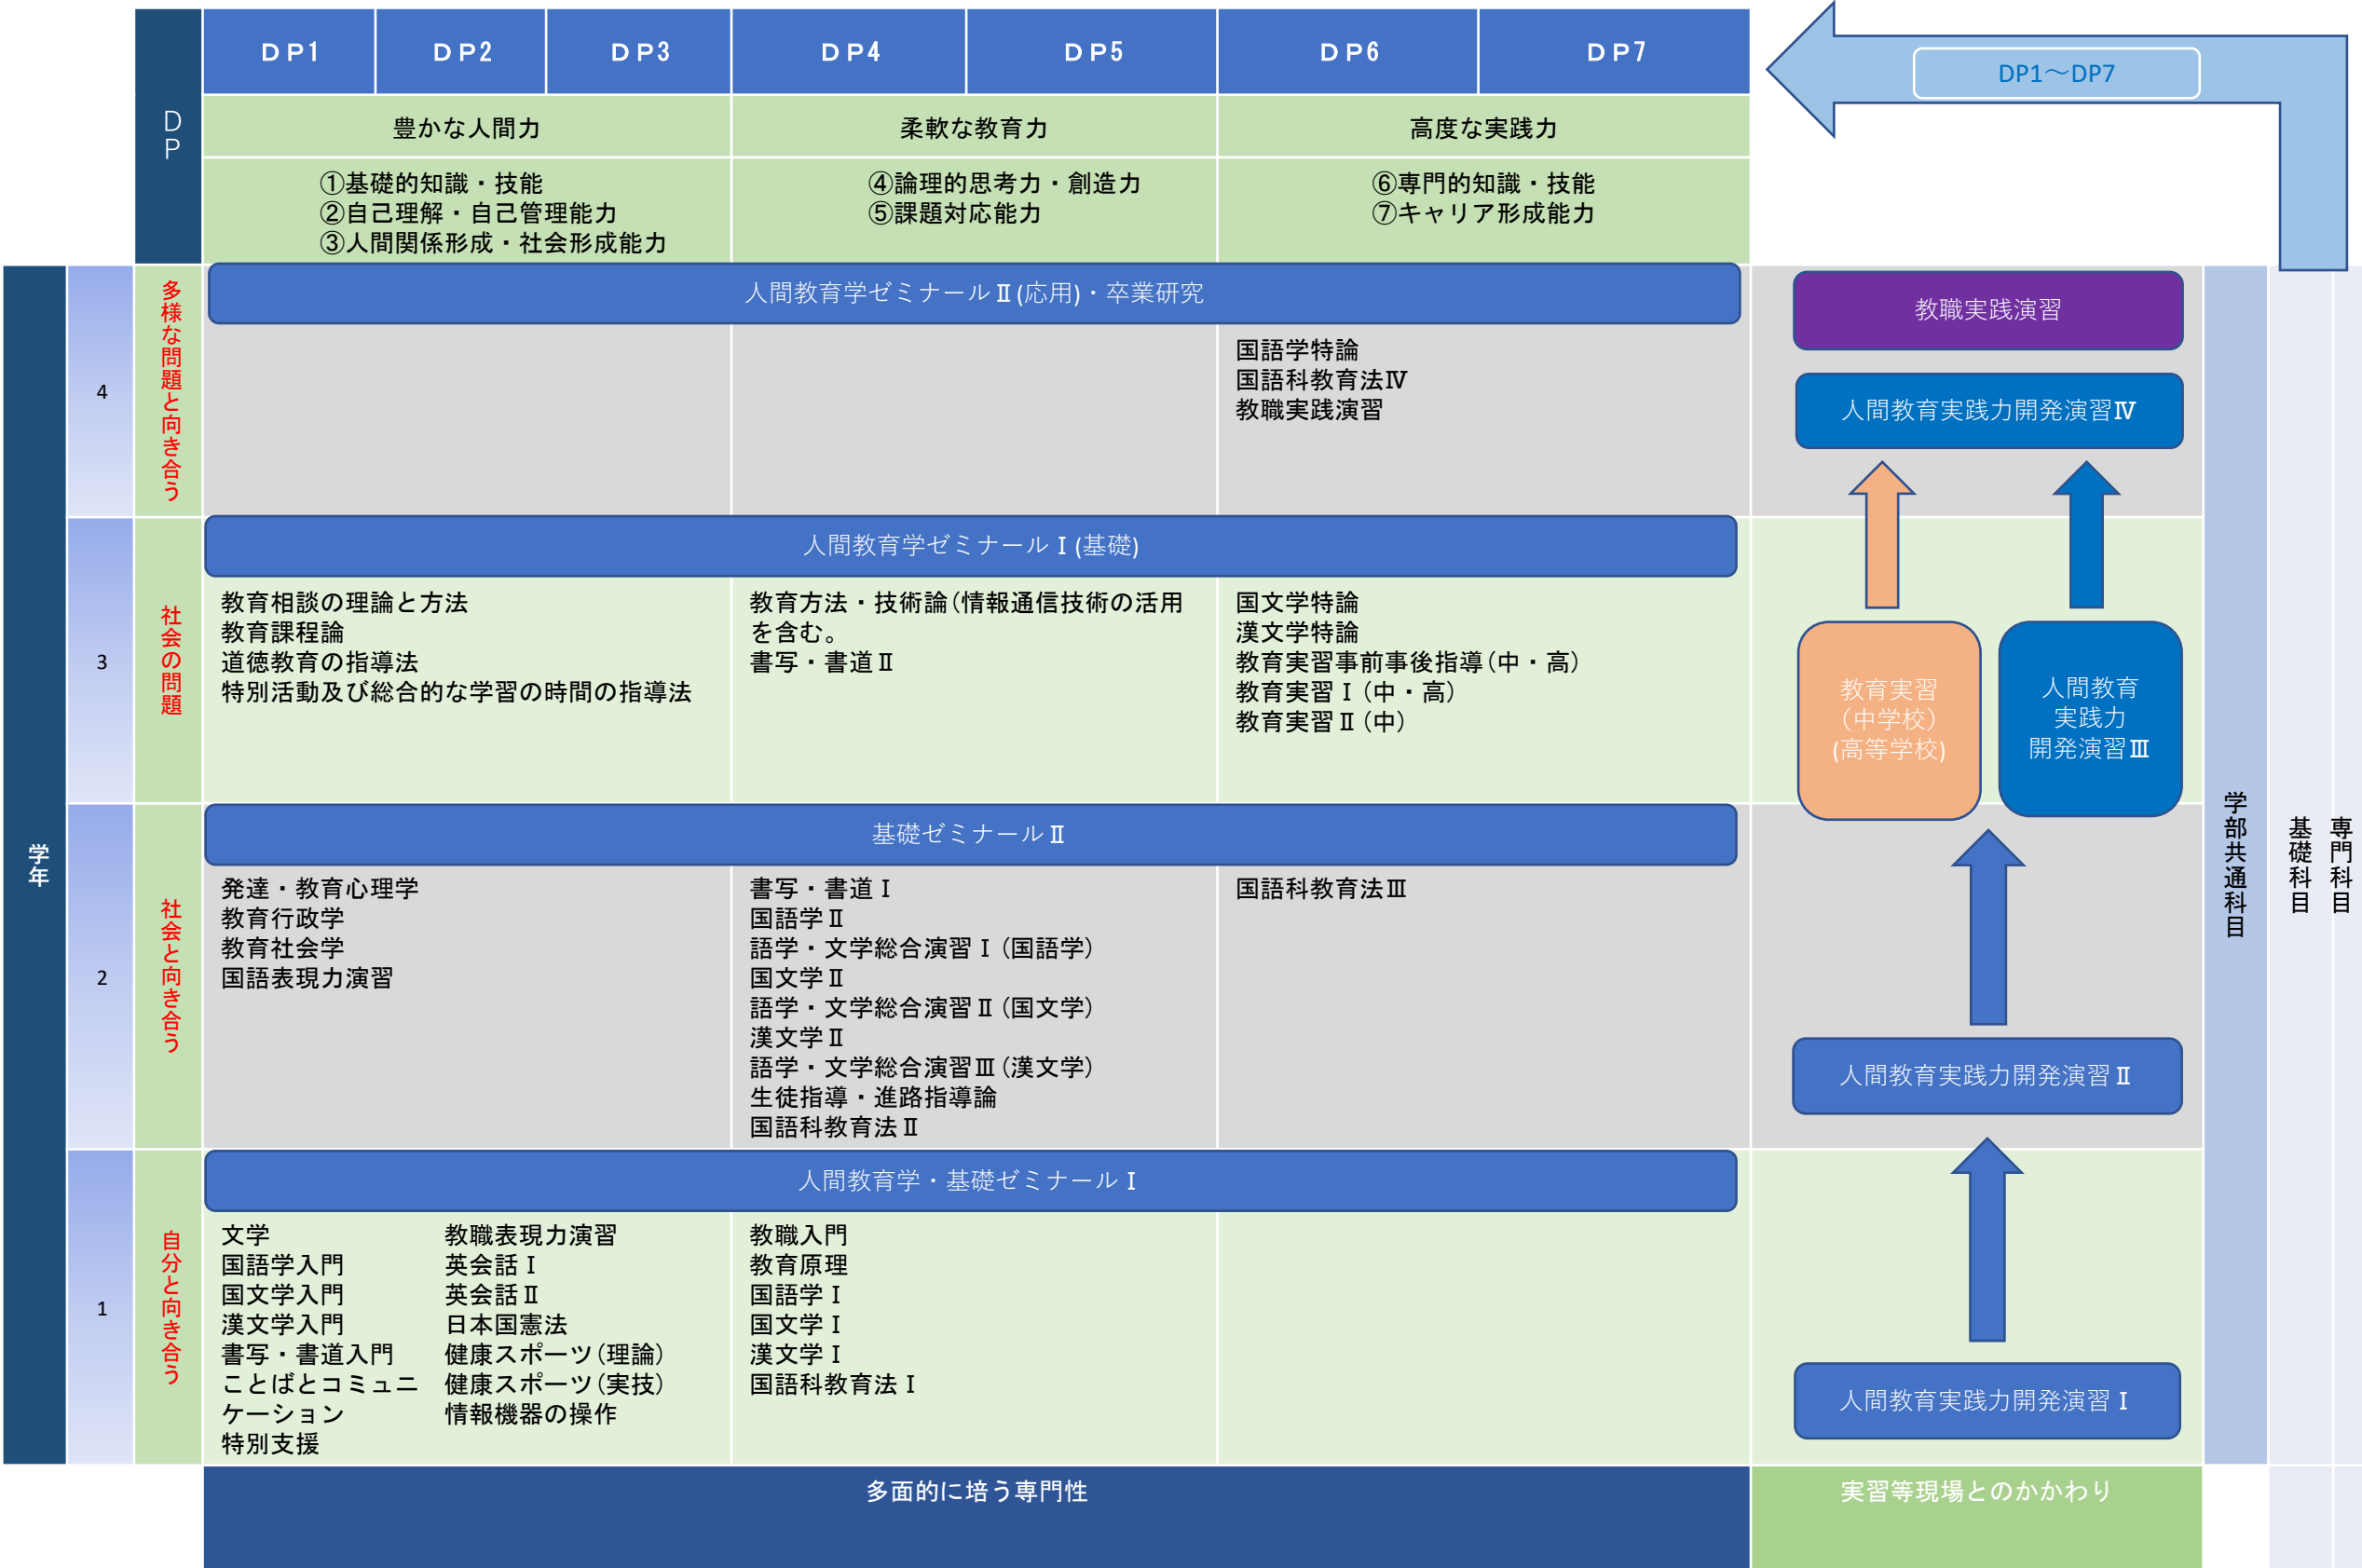 DP1
DP2
DP3
DP4
DP5
DP6
DP7
DP1～DP7
DP
豊かな人間力
柔軟な教育力
高度な実践力
①基礎的知識・技能
②自己理解・自己管理能力
③人間関係形成・社会形成能力
④論理的思考力・創造力
⑤課題対応能力
⑥専門的知識・技能
⑦キャリア形成能力
学年
4
多様な問題と向き合う
人間教育学ゼミナールⅡ(応用)・卒業研究
国語学特論
国語科教育法Ⅳ
教職実践演習
教職実践演習
人間教育実践力開発演習Ⅳ
3
社会の問題
人間教育学ゼミナールⅠ(基礎)
教育相談の理論と方法
教育課程論
道徳教育の指導法
特別活動及び総合的な学習の時間の指導法
教育方法・技術論(情報通信技術の活用
を含む。
書写・書道Ⅱ
国文学特論
漢文学特論
教育実習事前事後指導(中・高)
教育実習Ⅰ(中・高)
教育実習Ⅱ(中)
教育実習
(中学校)
(高等学校)
人間教育
実践力
開発演習Ⅲ
2
社会と向き合う
基礎ゼミナールⅡ
発達・教育心理学
教育行政学
教育社会学
国語表現力演習
書写・書道Ⅰ
国語学Ⅱ
語学・文学総合演習Ⅰ(国語学)
国文学Ⅱ
語学・文学総合演習Ⅱ(国文学)
漢文学Ⅱ
語学・文学総合演習Ⅲ(漢文学)
生徒指導・進路指導論
国語科教育法Ⅱ
国語科教育法Ⅲ
人間教育実践力開発演習Ⅱ
1
自分と向き合う
人間教育学・基礎ゼミナールⅠ
文学
国語学入門
国文学入門
漢文学入門
書写・書道入門
ことばとコミュニ
ケーション
特別支援
教職表現力演習
英会話Ⅰ
英会話Ⅱ
日本国憲法
健康スポーツ(理論)
健康スポーツ(実技)
情報機器の操作
教職入門
教育原理
国語学Ⅰ
国文学Ⅰ
漢文学Ⅰ
国語科教育法Ⅰ
人間教育実践力開発演習Ⅰ
学部共通科目
基礎科目
専門科目
多面的に培う専門性
実習等現場とのかかわり